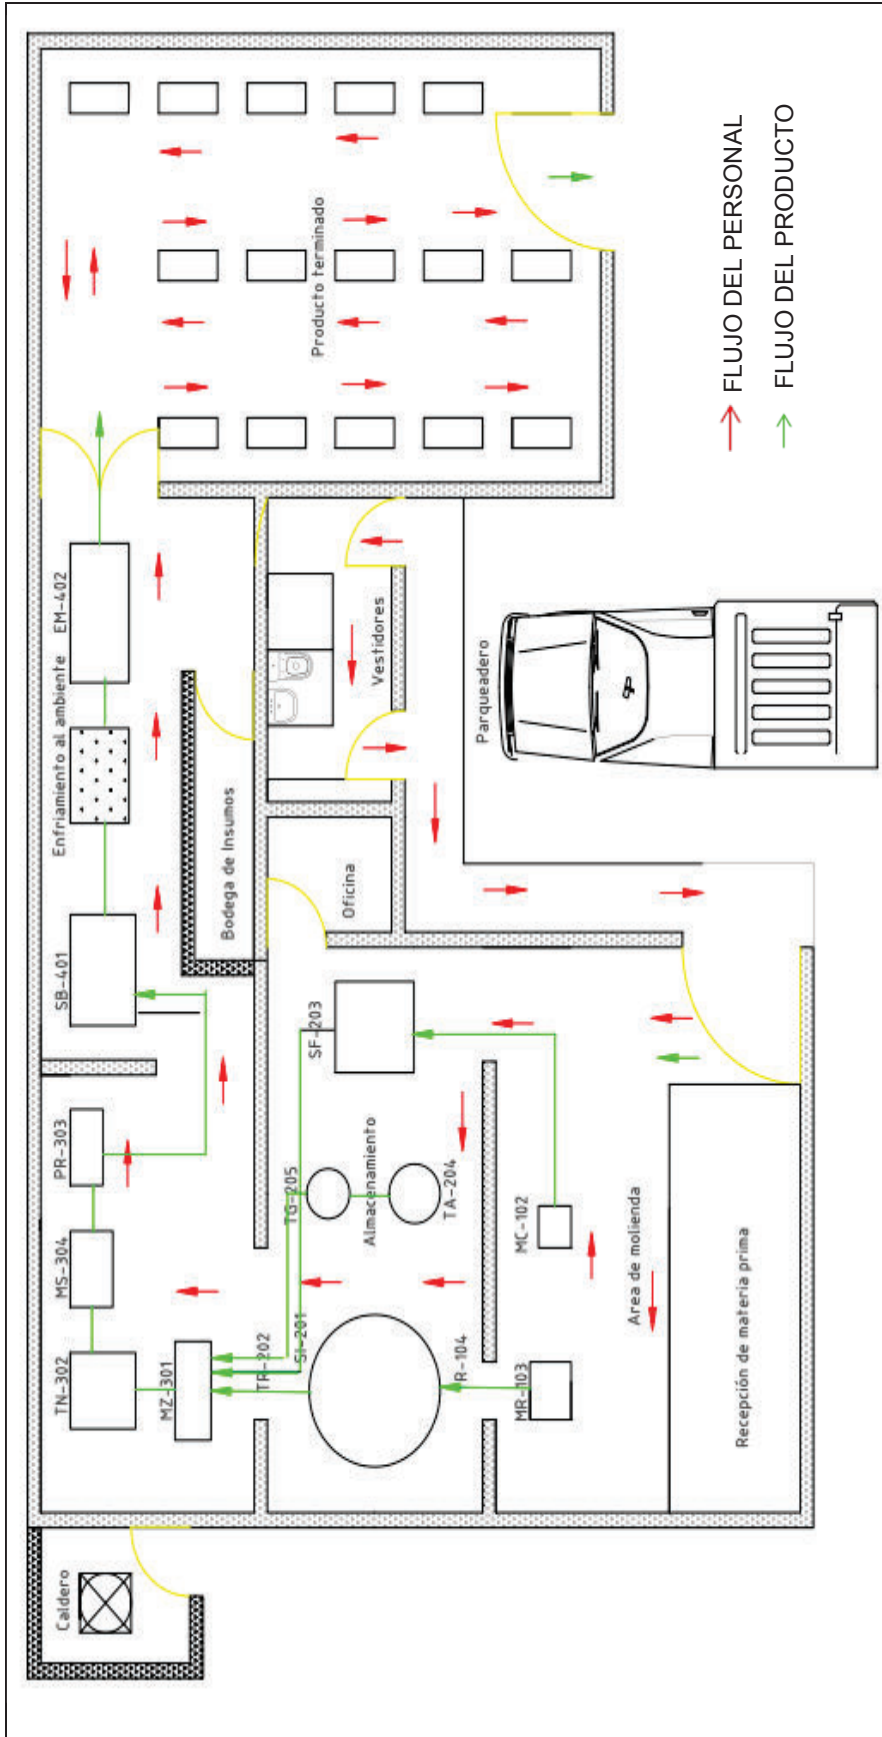 Caldero
TN-302
MS-304
PR-303
SB-401
Enfriamiento al ambiente
EM-402
MZ-301
Bodega de Insumos
TR-202
SI-201
TG-205
SF-203
Producto terminado
Oficina
Vestidores
Almacenamiento
R-104
TA-204
MR-103
MC-102
Parqueadero
Area de molienda
Recepción de materia prima
FLUJO DEL PERSONAL
FLUJO DEL PRODUCTO